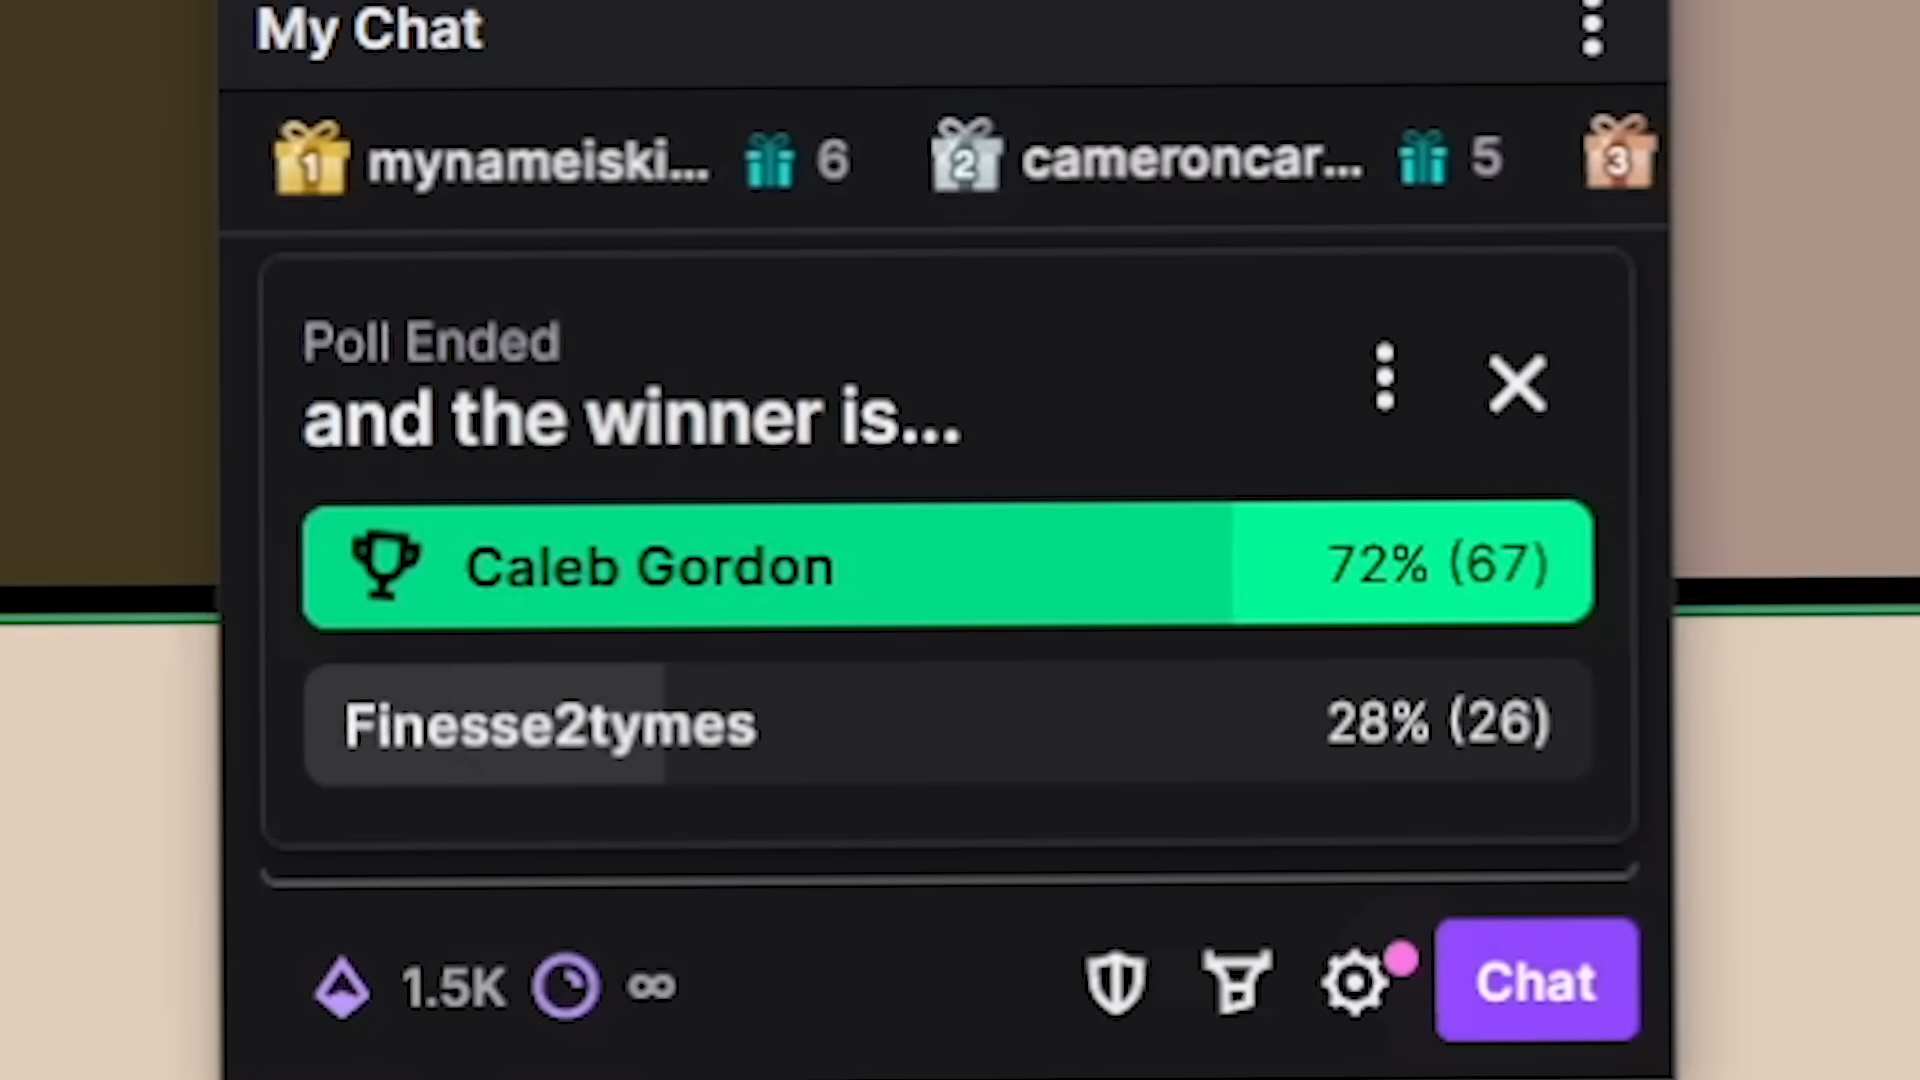 My Chat
1 mynameiski... 6 2 cameroncar... 5 3
Poll Ended
and the winner is...
Caleb Gordon 72% (67)
Finesse2tymes 28% (26)
1.5K ∞ Chat